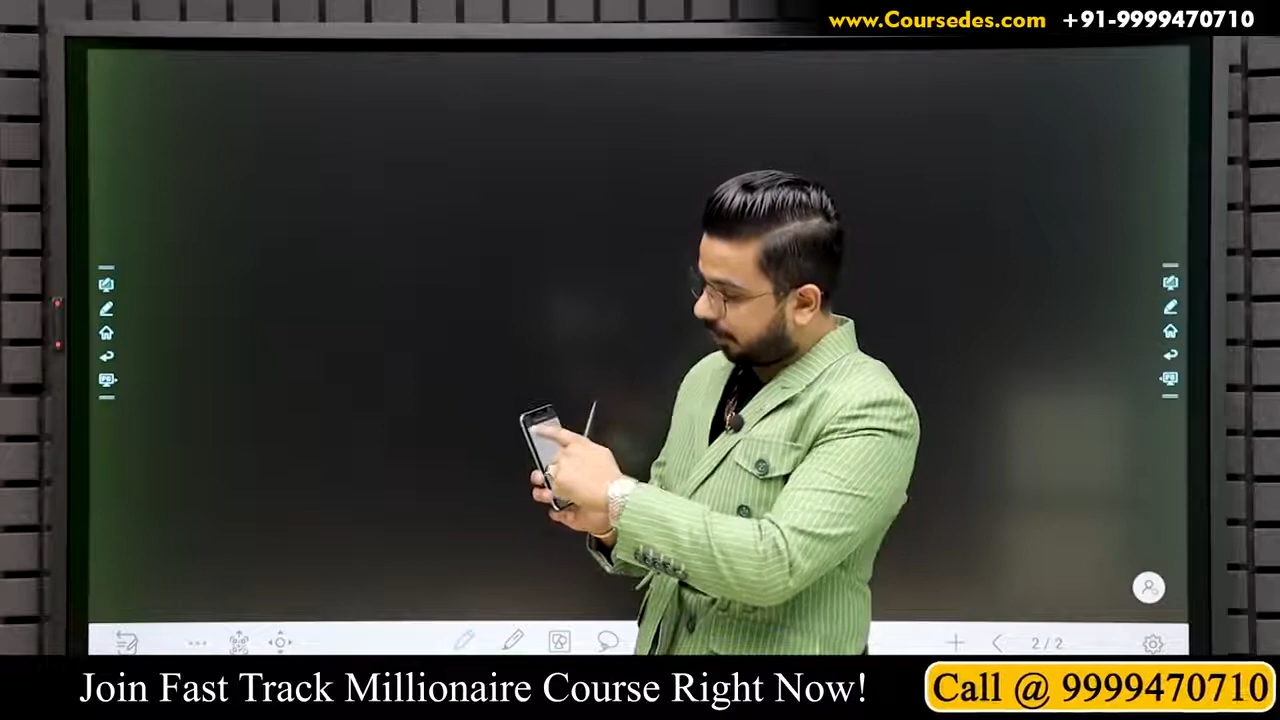 www.Coursedes.com +91-9999470710
2/2
Join Fast Track Millionaire Course Right Now!
Call @ 9999470710